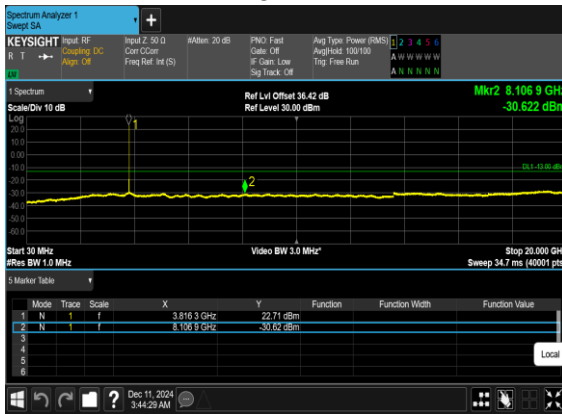 Spectrum Analyzer 1
Swept SA
+
KEYSIGHT Input: RF
R T Coupling: DC
Align: Off
Input Z: 50 Ω
Corr CCorr
Freq Ref: Int (S)
#Atten: 20 dB
PNO: Fast
Gate: Off
IF Gain: Low
Sig Track: Off
Avg Type: Power (RMS)
Avg|Hold: 100/100
Trig: Free Run
1 2 3 4 5 6
A W W W W W
A N N N N N
1 Spectrum
Scale/Div 10 dB
Ref Lvl Offset 36.42 dB
Ref Level 30.00 dBm
Mkr2 8.106 9 GHz
-30.622 dBm
Log
20.0
10.0
0.00
-10.0
-20.0
-30.0
-40.0
-50.0
-60.0
1
2
DL1 -13.00 dB
Start 30 MHz
#Res BW 1.0 MHz
Video BW 3.0 MHz*
Stop 20.000 GH
Sweep 34.7 ms (40001 pts
5 Marker Table
Mode Trace Scale X Y Function Function Width Function Value
1 N 1 f 3.816 3 GHz 22.71 dBm
2 N 1 f 8.106 9 GHz -30.62 dBm
3
4
5
6
Local
?
Dec 11, 2024
3:44:29 AM